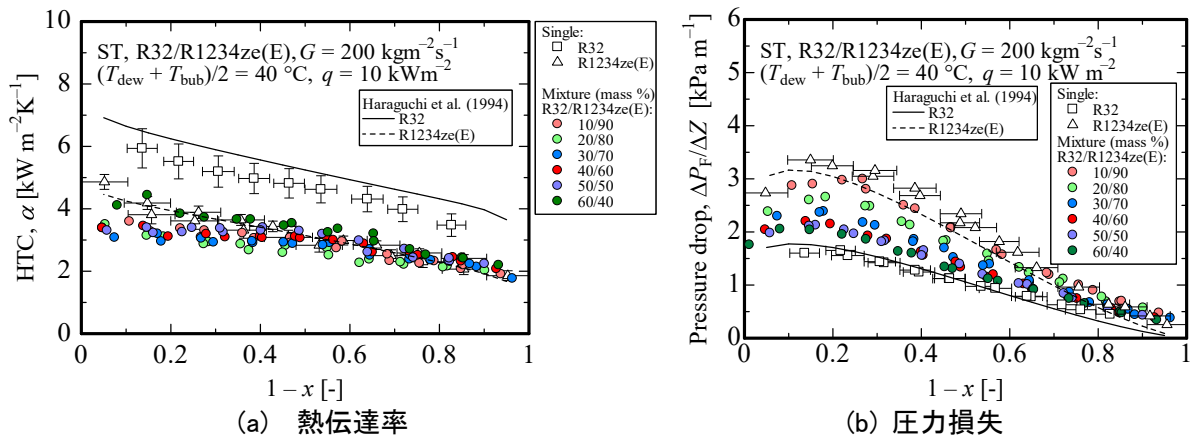 HTC, α [kW m⁻²K⁻¹]
10
8
6
4
2
0
ST, R32/R1234ze(E), G = 200 kgm⁻²s⁻¹
(T_dew + T_bub)/2 = 40 °C, q = 10 kWm⁻²
Haraguchi et al. (1994)
R32
R1234ze(E)
0
0.2
0.4
0.6
0.8
1
1 – x [-]
Single:
R32
R1234ze(E)
Mixture (mass %)
R32/R1234ze(E):
10/90
20/80
30/70
40/60
50/50
60/40
(a) 熱伝達率
Pressure drop, ΔP_F/ΔZ [kPa m⁻¹]
6
5
4
3
2
1
0
ST, R32/R1234ze(E), G = 200 kgm⁻²s⁻¹
(T_dew + T_bub)/2 = 40 °C, q = 10 kW m⁻²
Haraguchi et al. (1994)
R32
R1234ze(E)
Single:
R32
R1234ze(E)
Mixture (mass %)
R32/R1234ze(E):
10/90
20/80
30/70
40/60
50/50
60/40
0
0.2
0.4
0.6
0.8
1
1 – x [-]
(b) 圧力損失